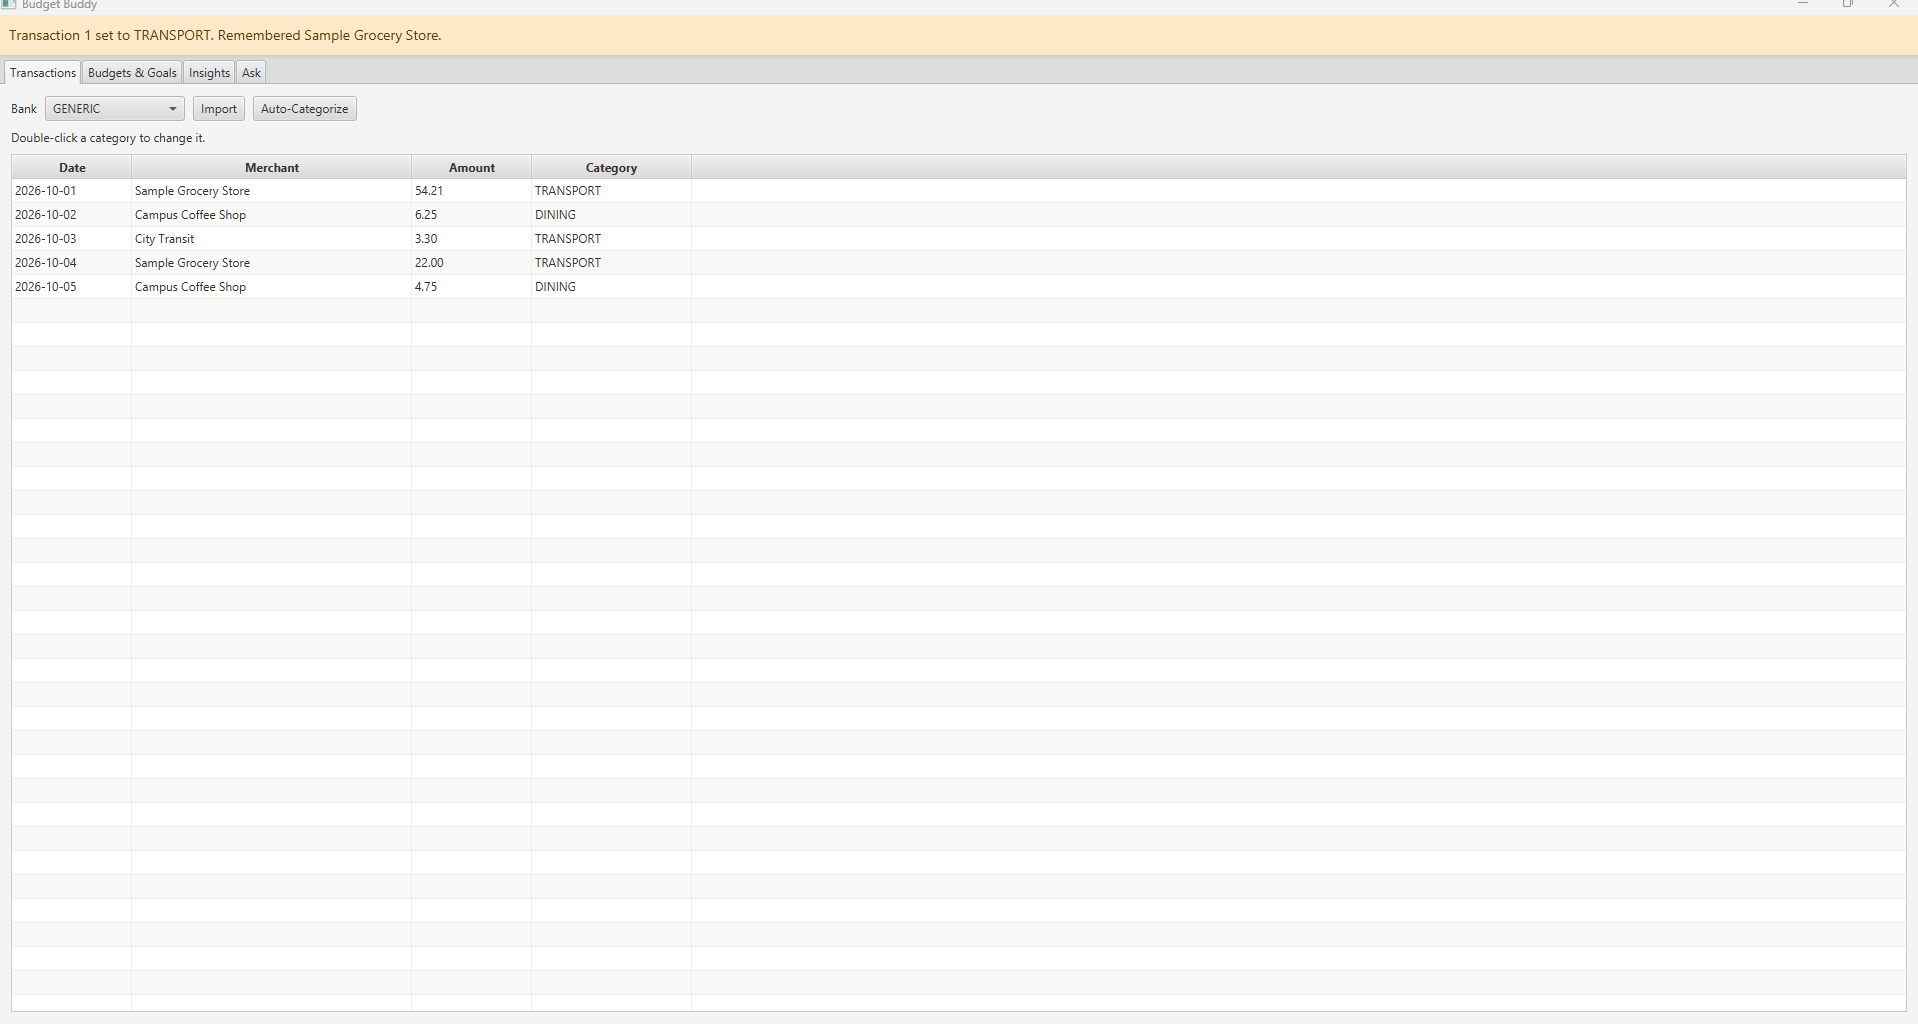 Budget Buddy
Transaction 1 set to TRANSPORT. Remembered Sample Grocery Store.
Transactions Budgets & Goals Insights Ask
Bank GENERIC Import Auto-Categorize
Double-click a category to change it.
Date Merchant Amount Category
2026-10-01 Sample Grocery Store 54.21 TRANSPORT
2026-10-02 Campus Coffee Shop 6.25 DINING
2026-10-03 City Transit 3.30 TRANSPORT
2026-10-04 Sample Grocery Store 22.00 TRANSPORT
2026-10-05 Campus Coffee Shop 4.75 DINING